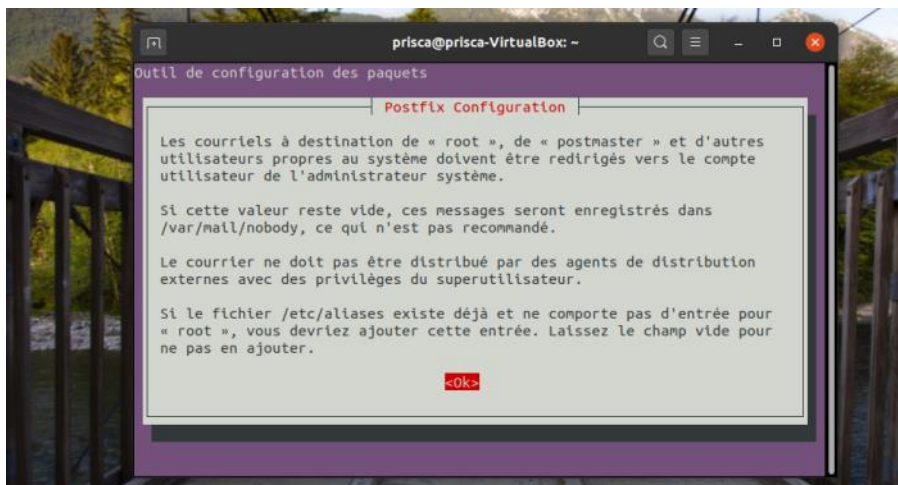 prisca@prisca-VirtualBox: ~
Outil de configuration des paquets
Postfix Configuration
Les courriels à destination de « root », de « postmaster » et d'autres
utilisateurs propres au système doivent être redirigés vers le compte
utilisateur de l'administrateur système.
Si cette valeur reste vide, ces messages seront enregistrés dans
/var/mail/nobody, ce qui n'est pas recommandé.
Le courrier ne doit pas être distribué par des agents de distribution
externes avec des privilèges du superutilisateur.
Si le fichier /etc/aliases existe déjà et ne comporte pas d'entrée pour
« root », vous devriez ajouter cette entrée. Laissez le champ vide pour
ne pas en ajouter.
<Ok>